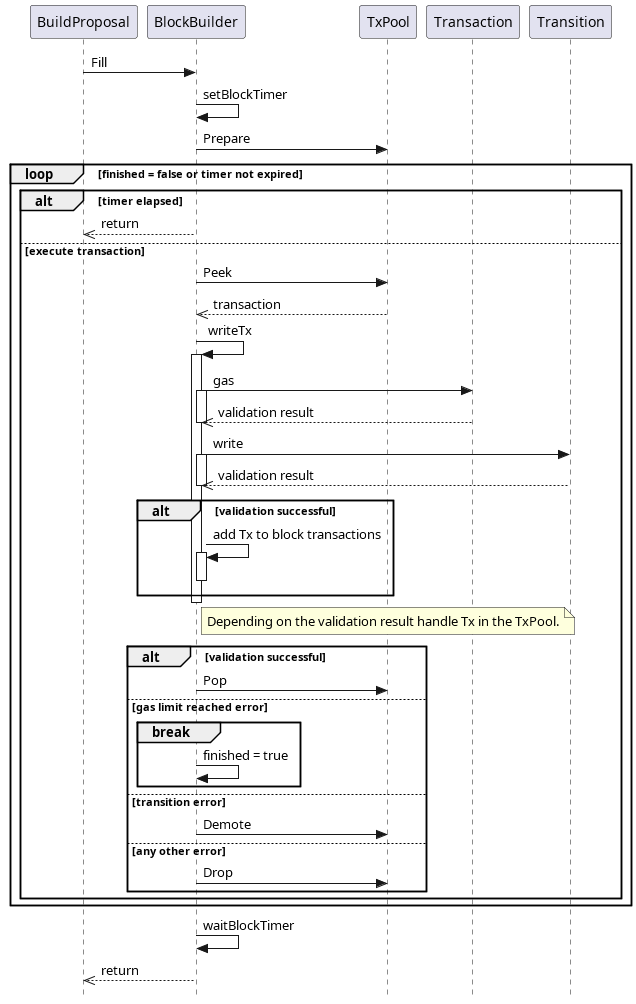 BuildProposal BlockBuilder TxPool Transaction Transition
Fill
setBlockTimer
Prepare
loop [finished = false or timer not expired]
alt [timer elapsed]
return
[execute transaction]
Peek
transaction
writeTx
gas
validation result
write
validation result
alt [validation successful]
add Tx to block transactions
Depending on the validation result handle Tx in the TxPool.
alt [validation successful]
Pop
[gas limit reached error]
break
finished = true
[transition error]
Demote
[any other error]
Drop
waitBlockTimer
return